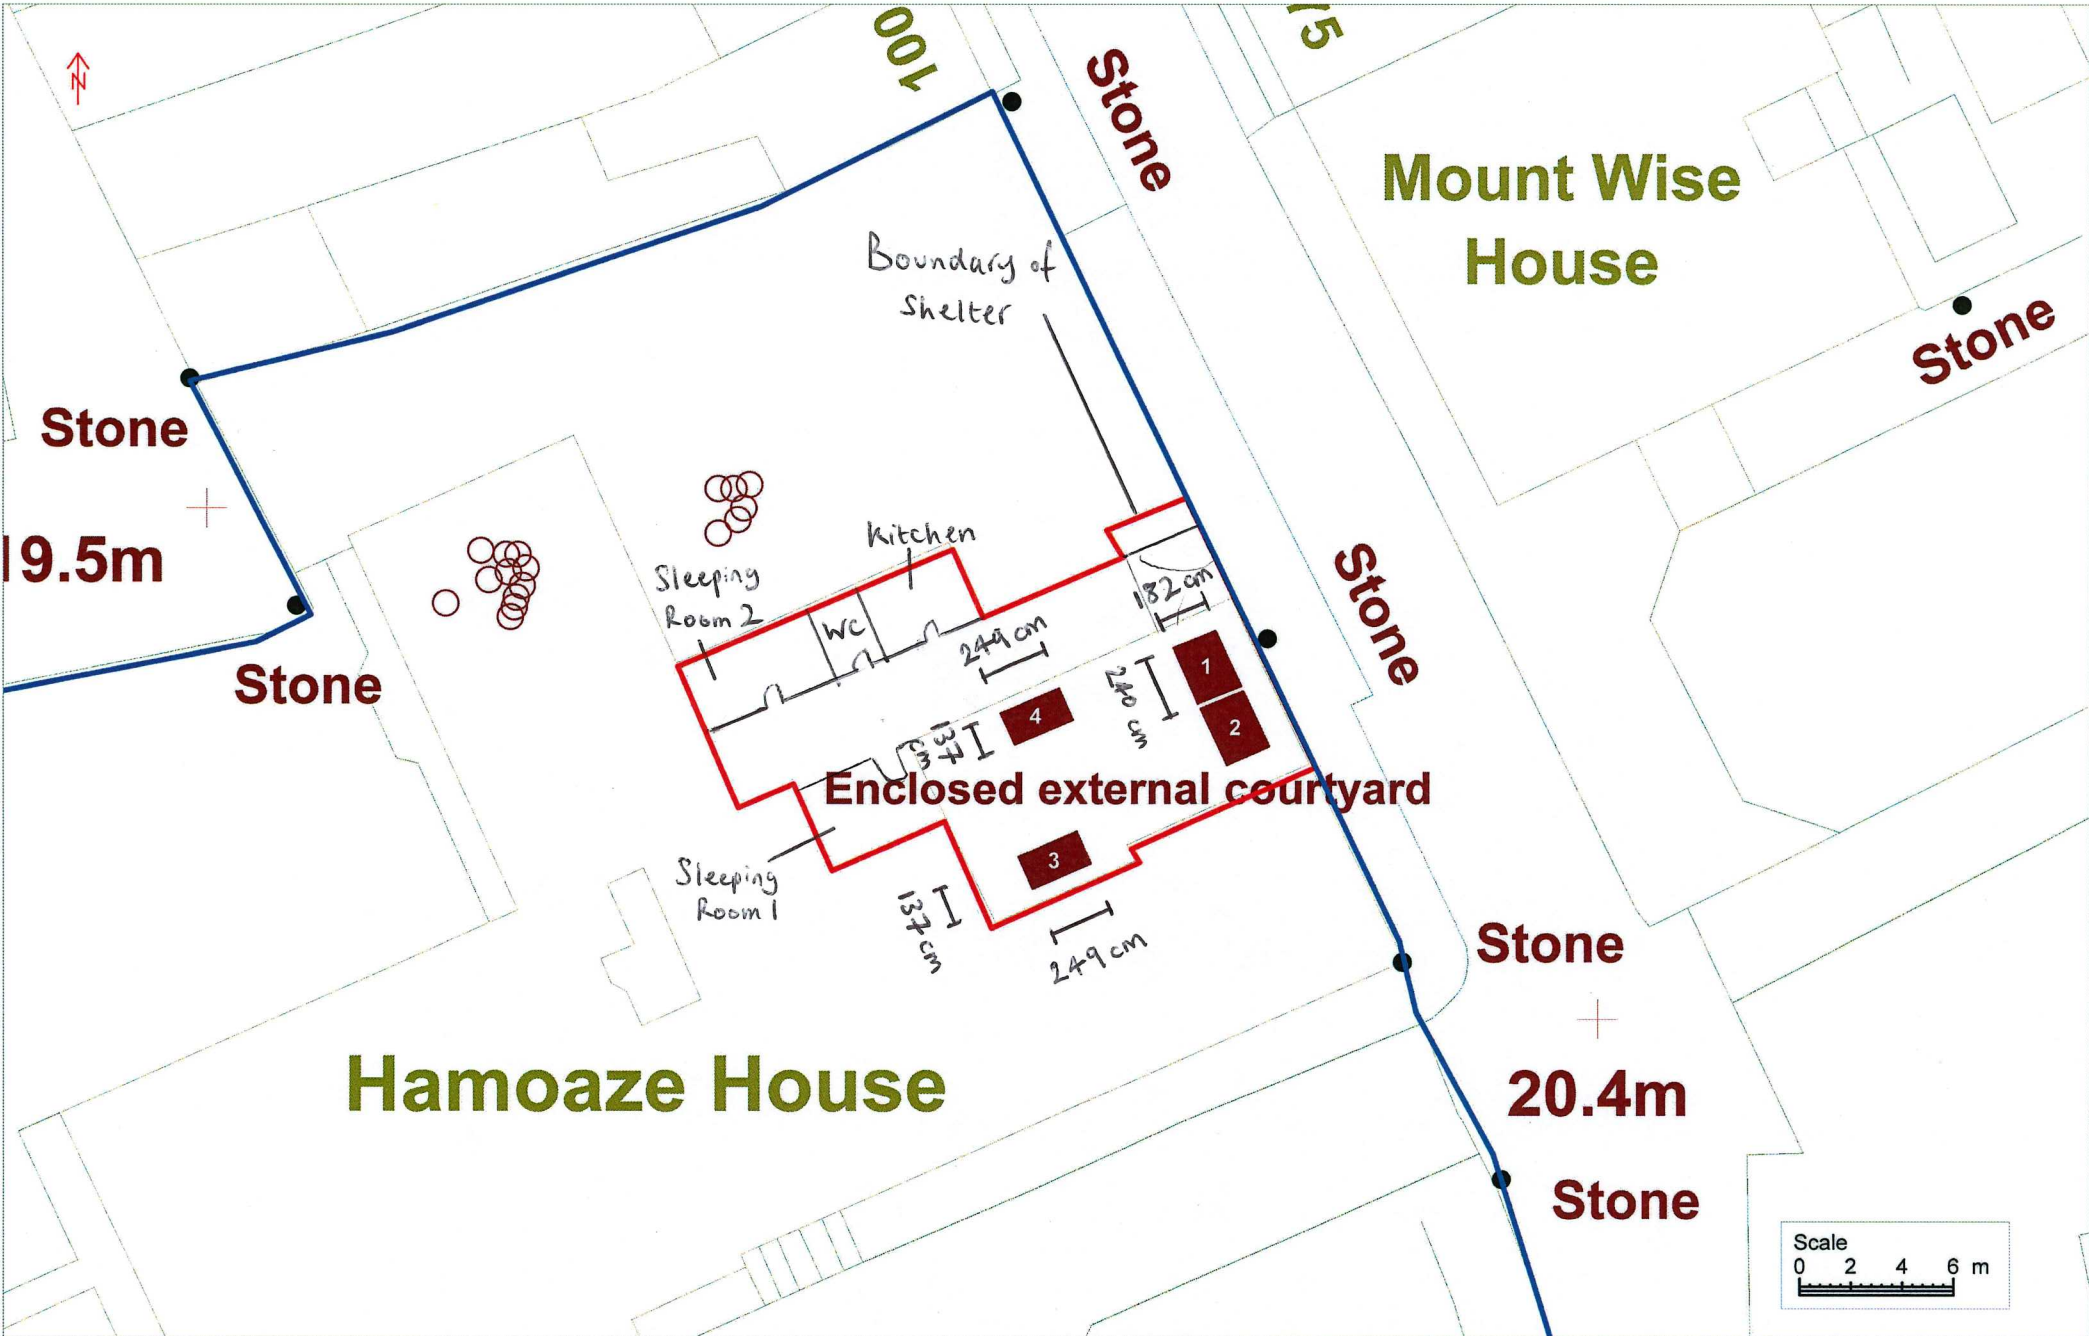 N
100
75
Stone
Mount Wise
House
Boundary of
Shelter
Stone
Stone
19.5m
Kitchen
Sleeping
Room 2
WC
182 cm
Stone
249 cm
240 cm
1
2
4
137 cm
Stone
Enclosed external courtyard
3
Sleeping
Room 1
137 cm
249 cm
Stone
Hamoaze House
20.4m
Stone
Scale
0 2 4 6 m